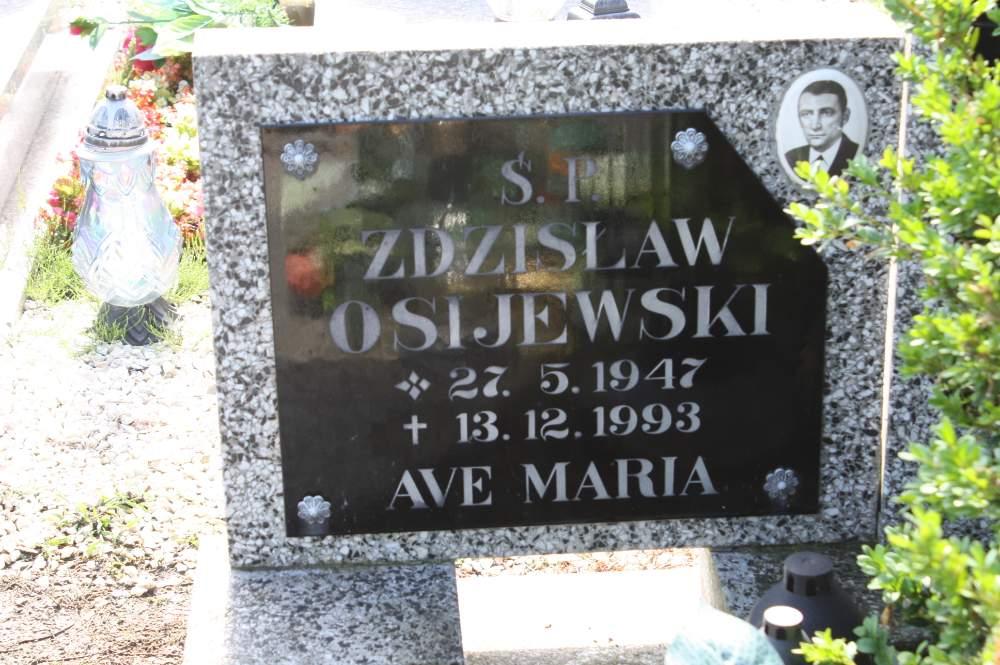 Ś. P.
ZDZISŁAW
OSIJEWSKI
27. 5. 1947
✝ 13. 12. 1993
AVE MARIA